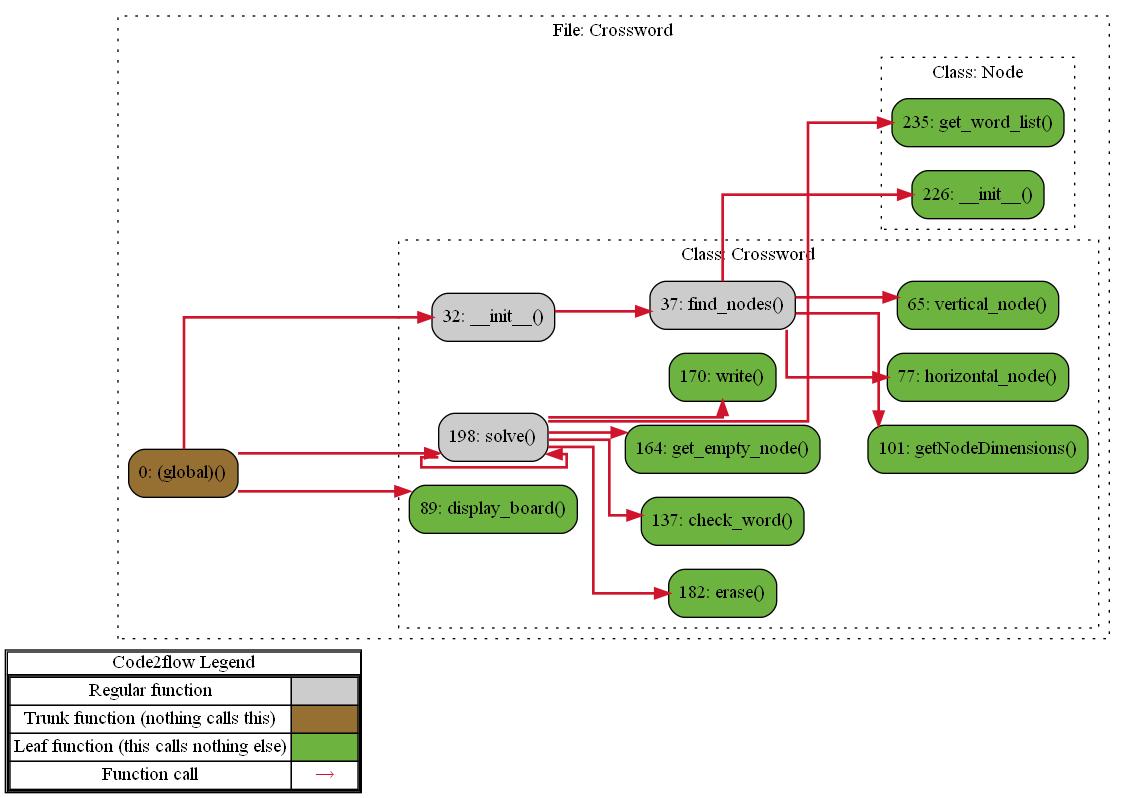 File: Crossword
Class: Node
235: get_word_list()
226: __init__()
Class: Crossword
32: __init__()
37: find_nodes()
65: vertical_node()
170: write()
77: horizontal_node()
198: solve()
164: get_empty_node()
101: getNodeDimensions()
0: (global)()
89: display_board()
137: check_word()
182: erase()
Code2flow Legend
Regular function
Trunk function (nothing calls this)
Leaf function (this calls nothing else)
Function call →